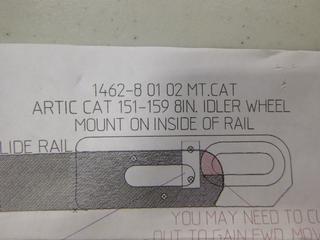 1462-8 01 02 MT.CAT
ARTIC CAT 151-159 8IN. IDLER WHEEL
MOUNT ON INSIDE OF RAIL
LIDE RAIL
YOU MAY NEED TO CU
OUT TO GAIN FWD. MOV